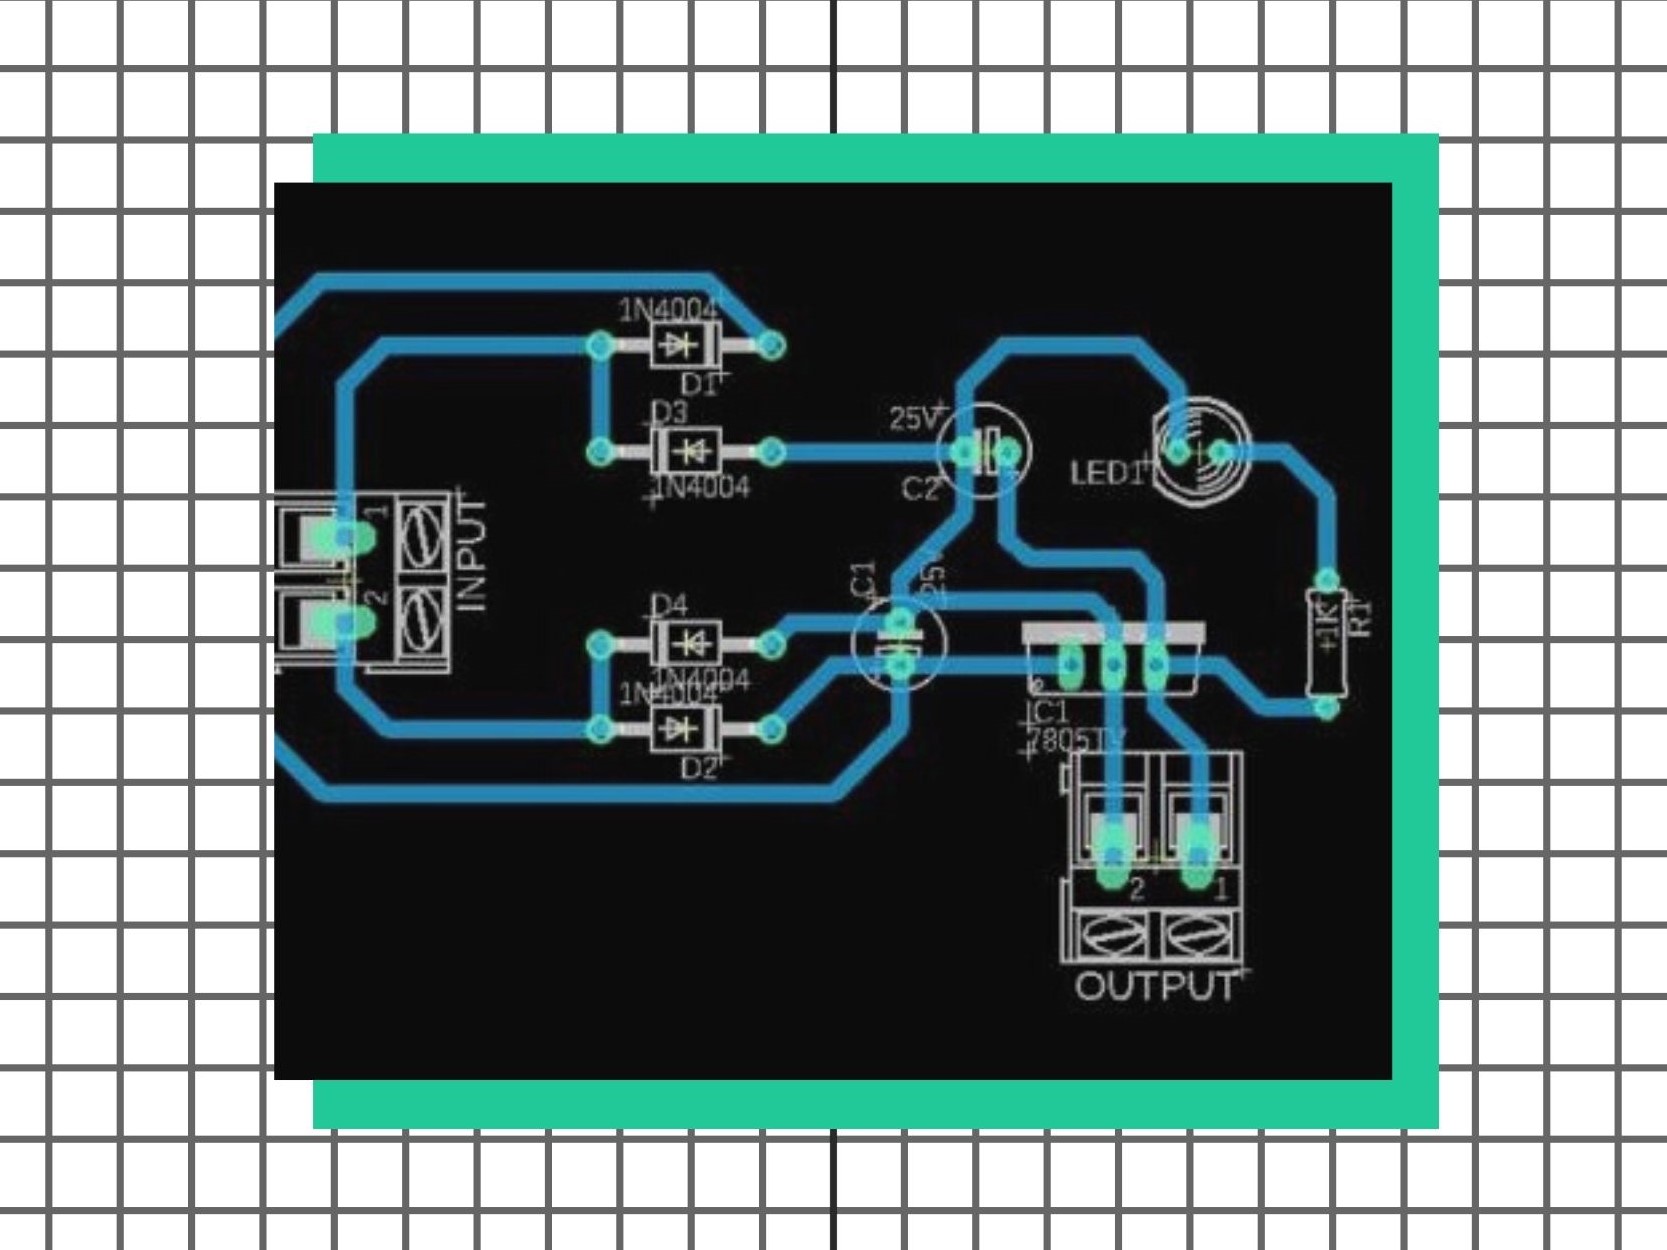 1N4004
D1
D3
1N4004
25V
C2
LED1
1
2
INPUT
C1
25V
D4
1N4004
1N4004
D2
1K
R1
IC1
7805TV
2
1
OUTPUT